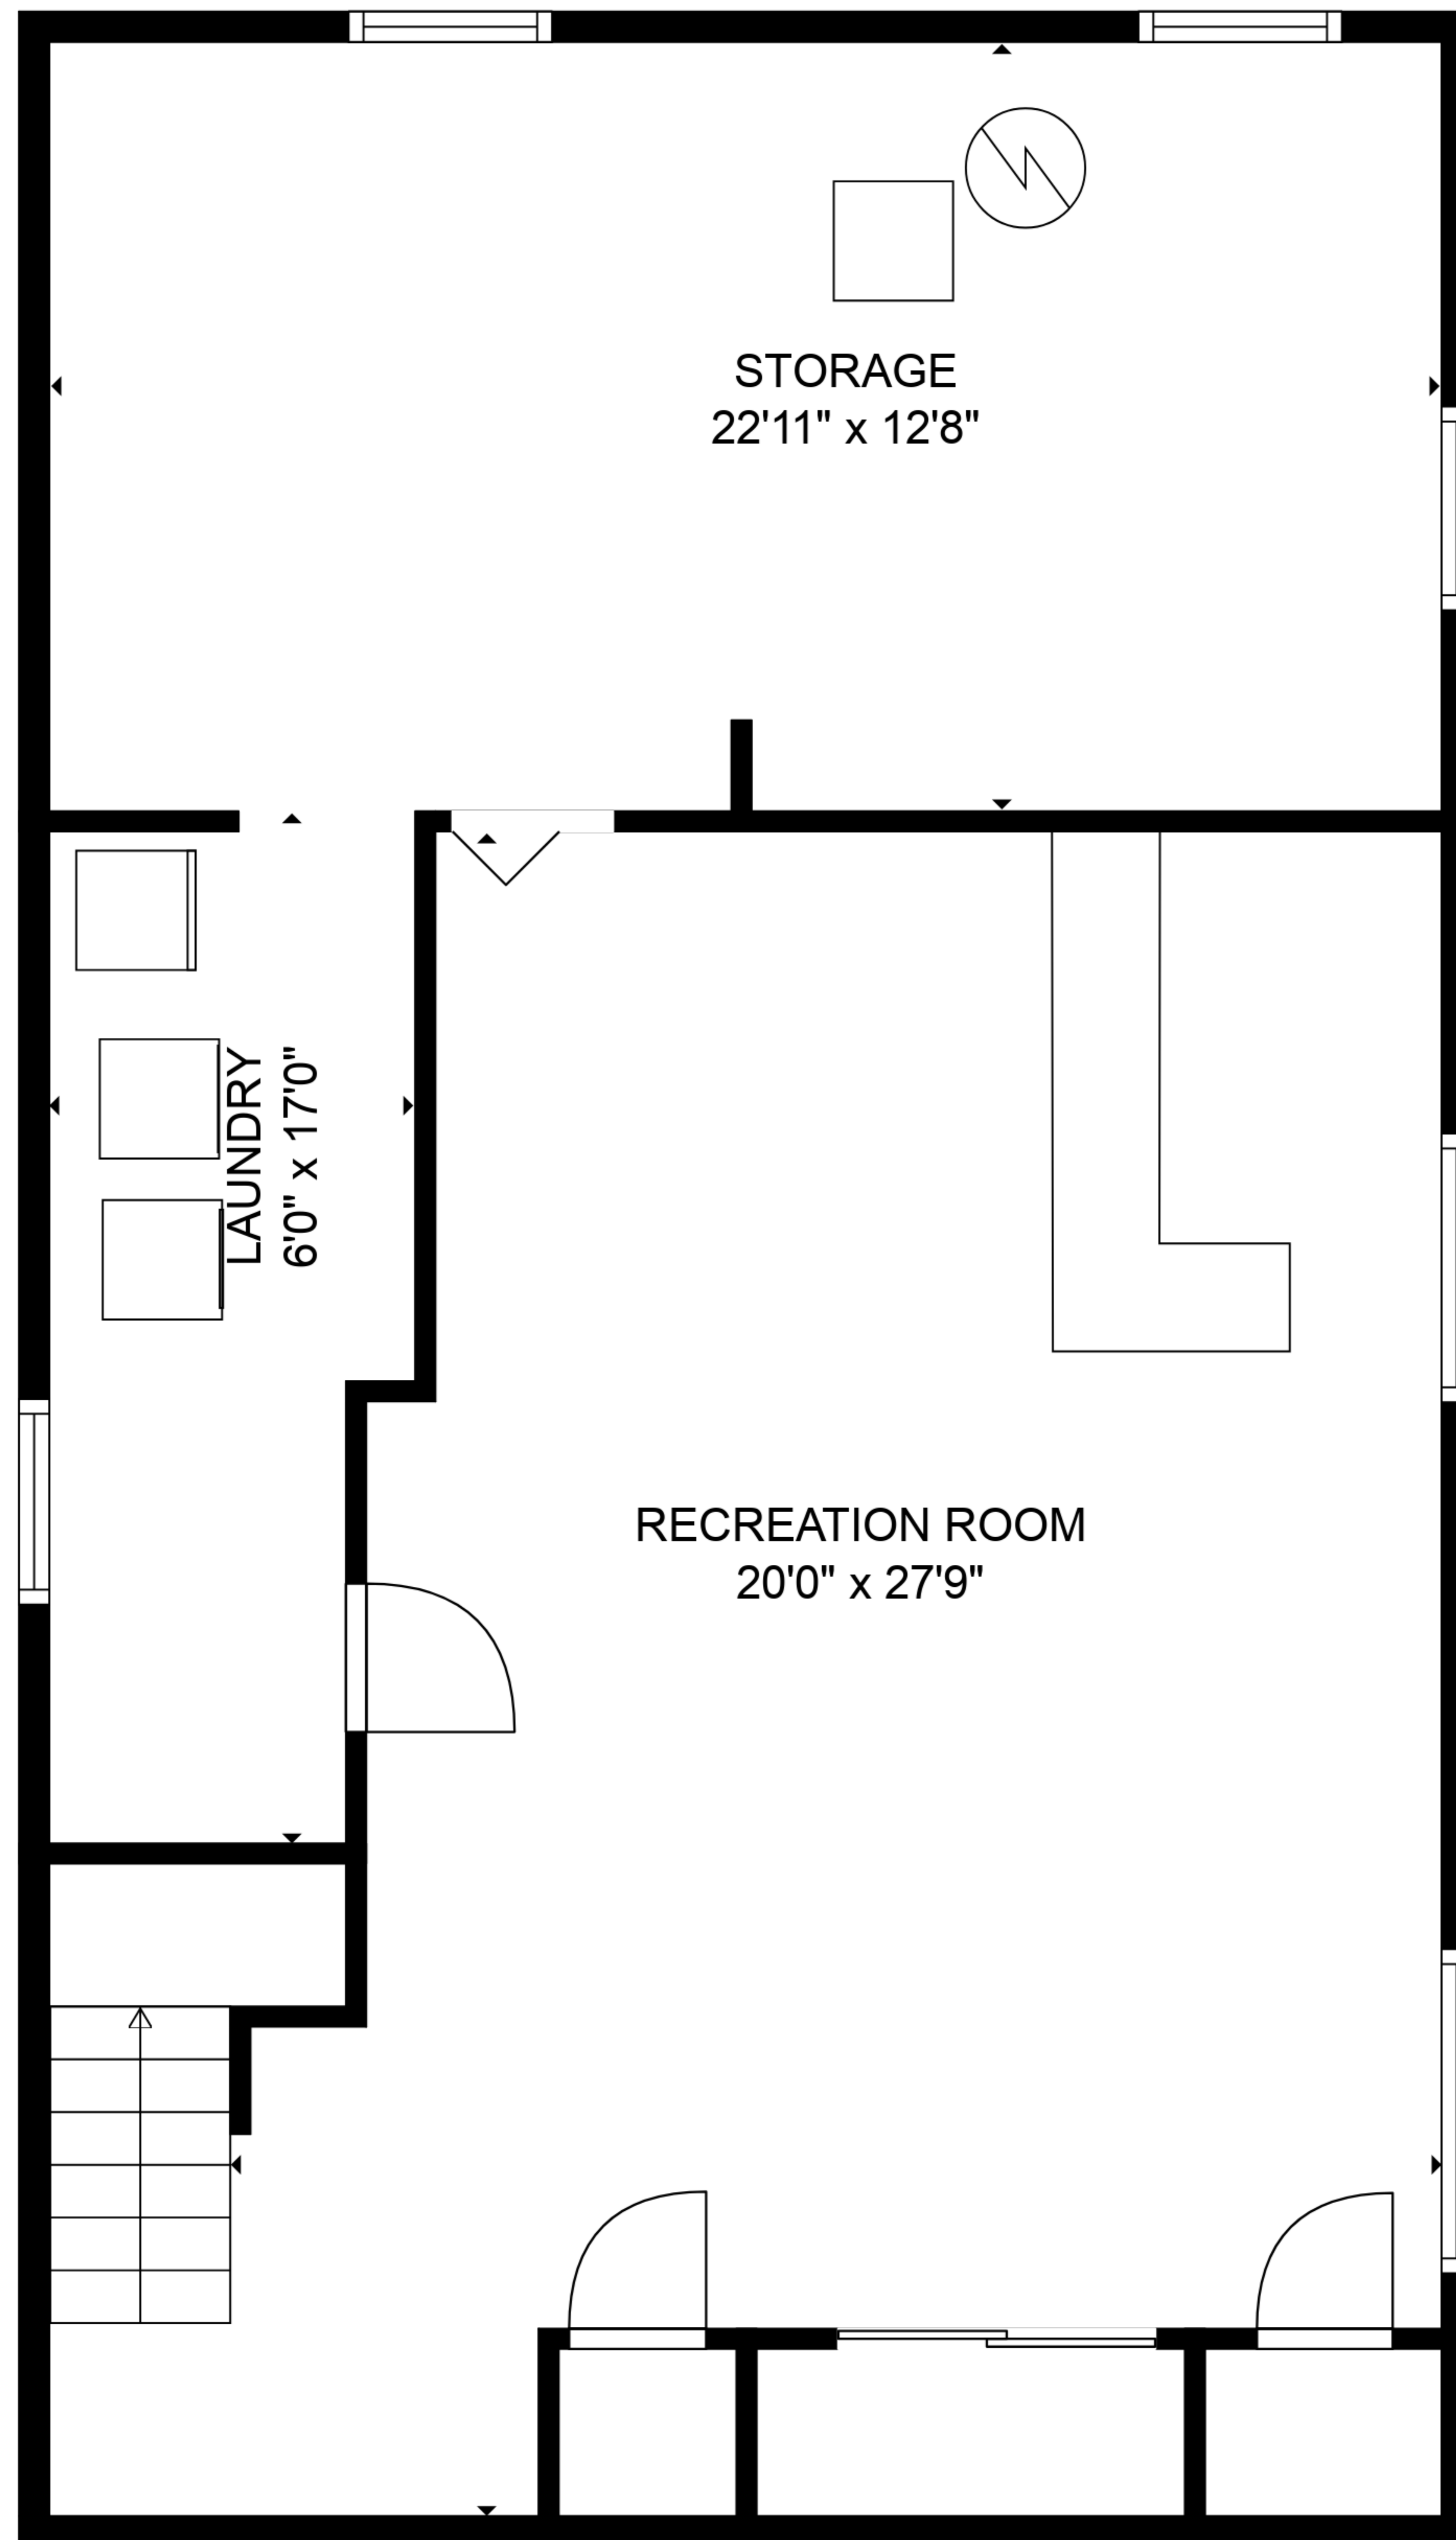 STORAGE
22'11" x 12'8"
LAUNDRY
6'0" x 17'0"
RECREATION ROOM
20'0" x 27'9"